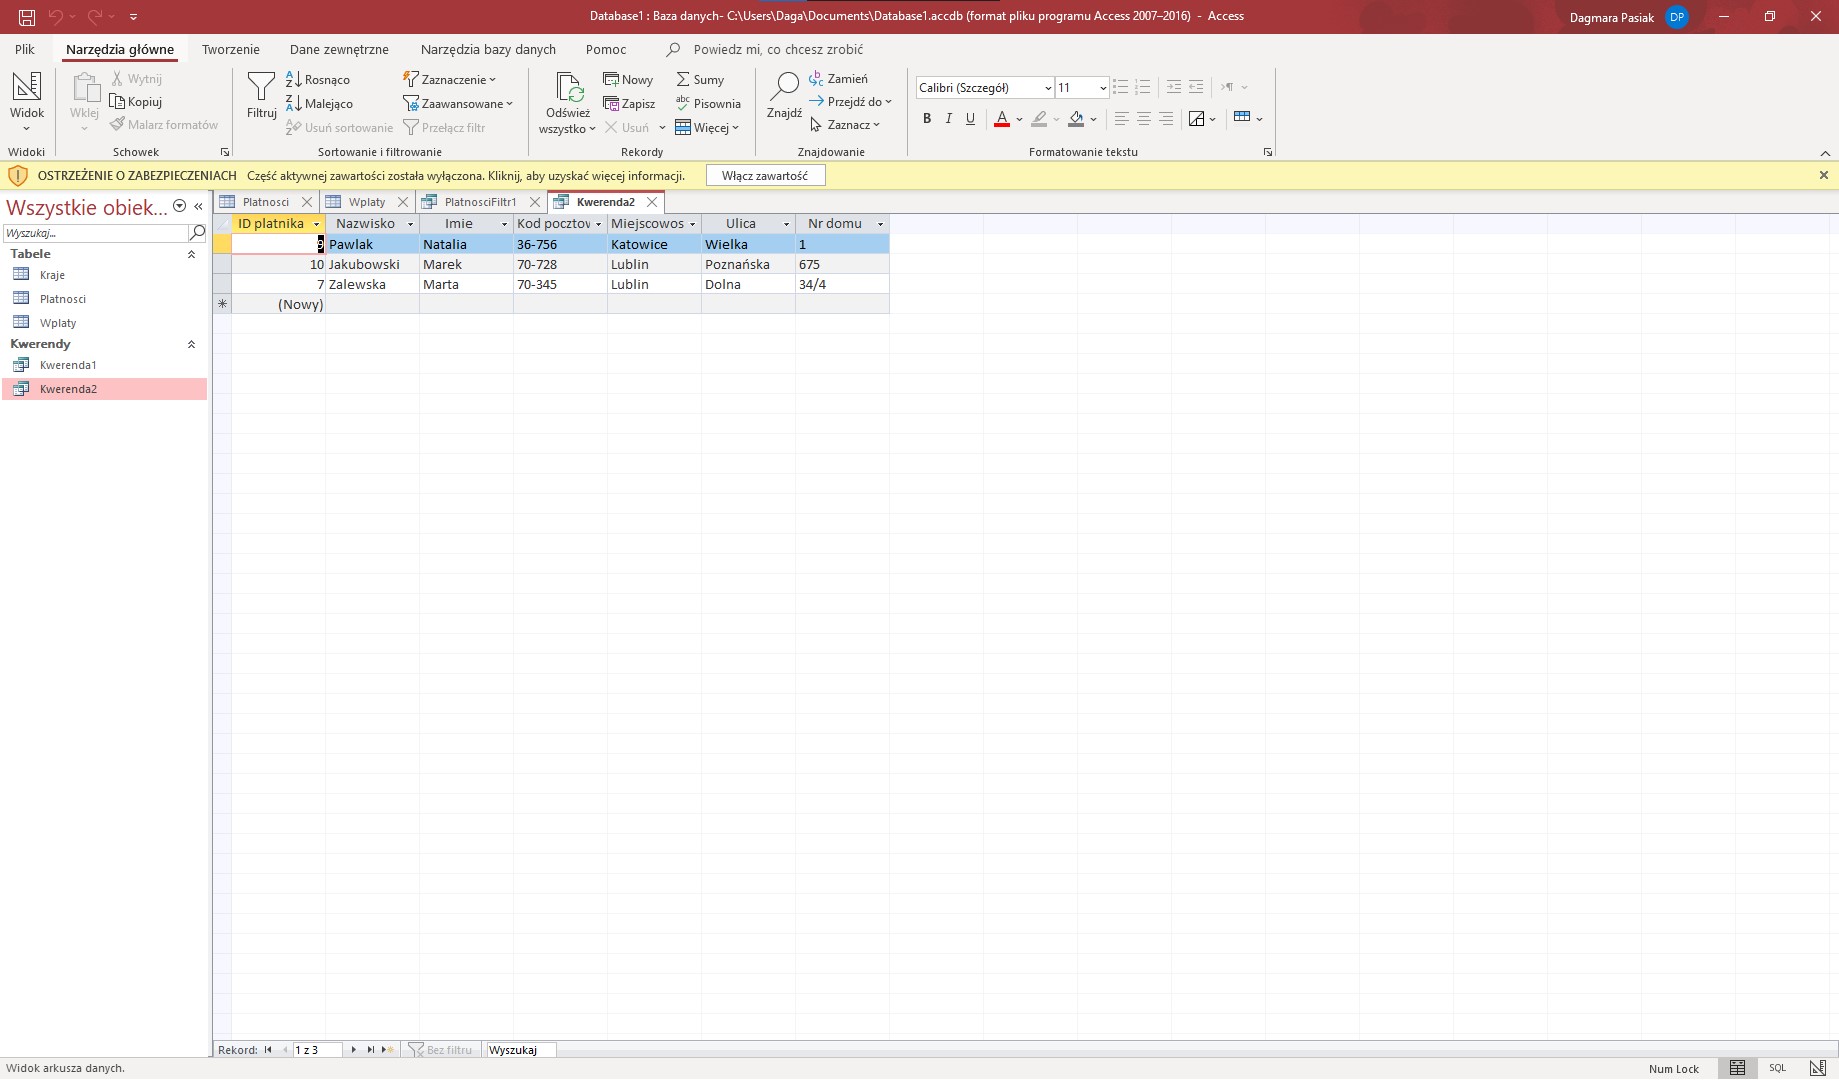 Database1 : Baza danych- C:\Users\Daga\Documents\Database1.accdb (format pliku programu Access 2007–2016) - Access
Dagmara Pasiak DP
Plik Narzędzia główne Tworzenie Dane zewnętrzne Narzędzia bazy danych Pomoc Powiedz mi, co chcesz zrobić
Widok
Widoki
Wklej
Wytnij
Kopiuj
Malarz formatów
Schowek
Filtruj
Rosnąco
Malejąco
Usuń sortowanie
Zaznaczenie
Zaawansowane
Przełącz filtr
Sortowanie i filtrowanie
Odśwież
wszystko
Nowy
Zapisz
Usuń
Sumy
Pisownia
Więcej
Rekordy
Znajdź
Zamień
Przejdź do
Zaznacz
Znajdowanie
Calibri (Szczegół) 11
B I U A
Formatowanie tekstu
OSTRZEŻENIE O ZABEZPIECZENIACH Część aktywnej zawartości została wyłączona. Kliknij, aby uzyskać więcej informacji. Włącz zawartość
Wszystkie obiek...
Wyszukaj...
Tabele
Kraje
Platnosci
Wplaty
Kwerendy
Kwerenda1
Kwerenda2
Platnosci Wplaty PlatnosciFiltr1 Kwerenda2
ID platnika Nazwisko Imie Kod pocztow Miejscowos Ulica Nr domu
9 Pawlak Natalia 36-756 Katowice Wielka 1
10 Jakubowski Marek 70-728 Lublin Poznańska 675
7 Zalewska Marta 70-345 Lublin Dolna 34/4
(Nowy)
Rekord: 1 z 3 Bez filtru Wyszukaj
Widok arkusza danych.
Num Lock SQL